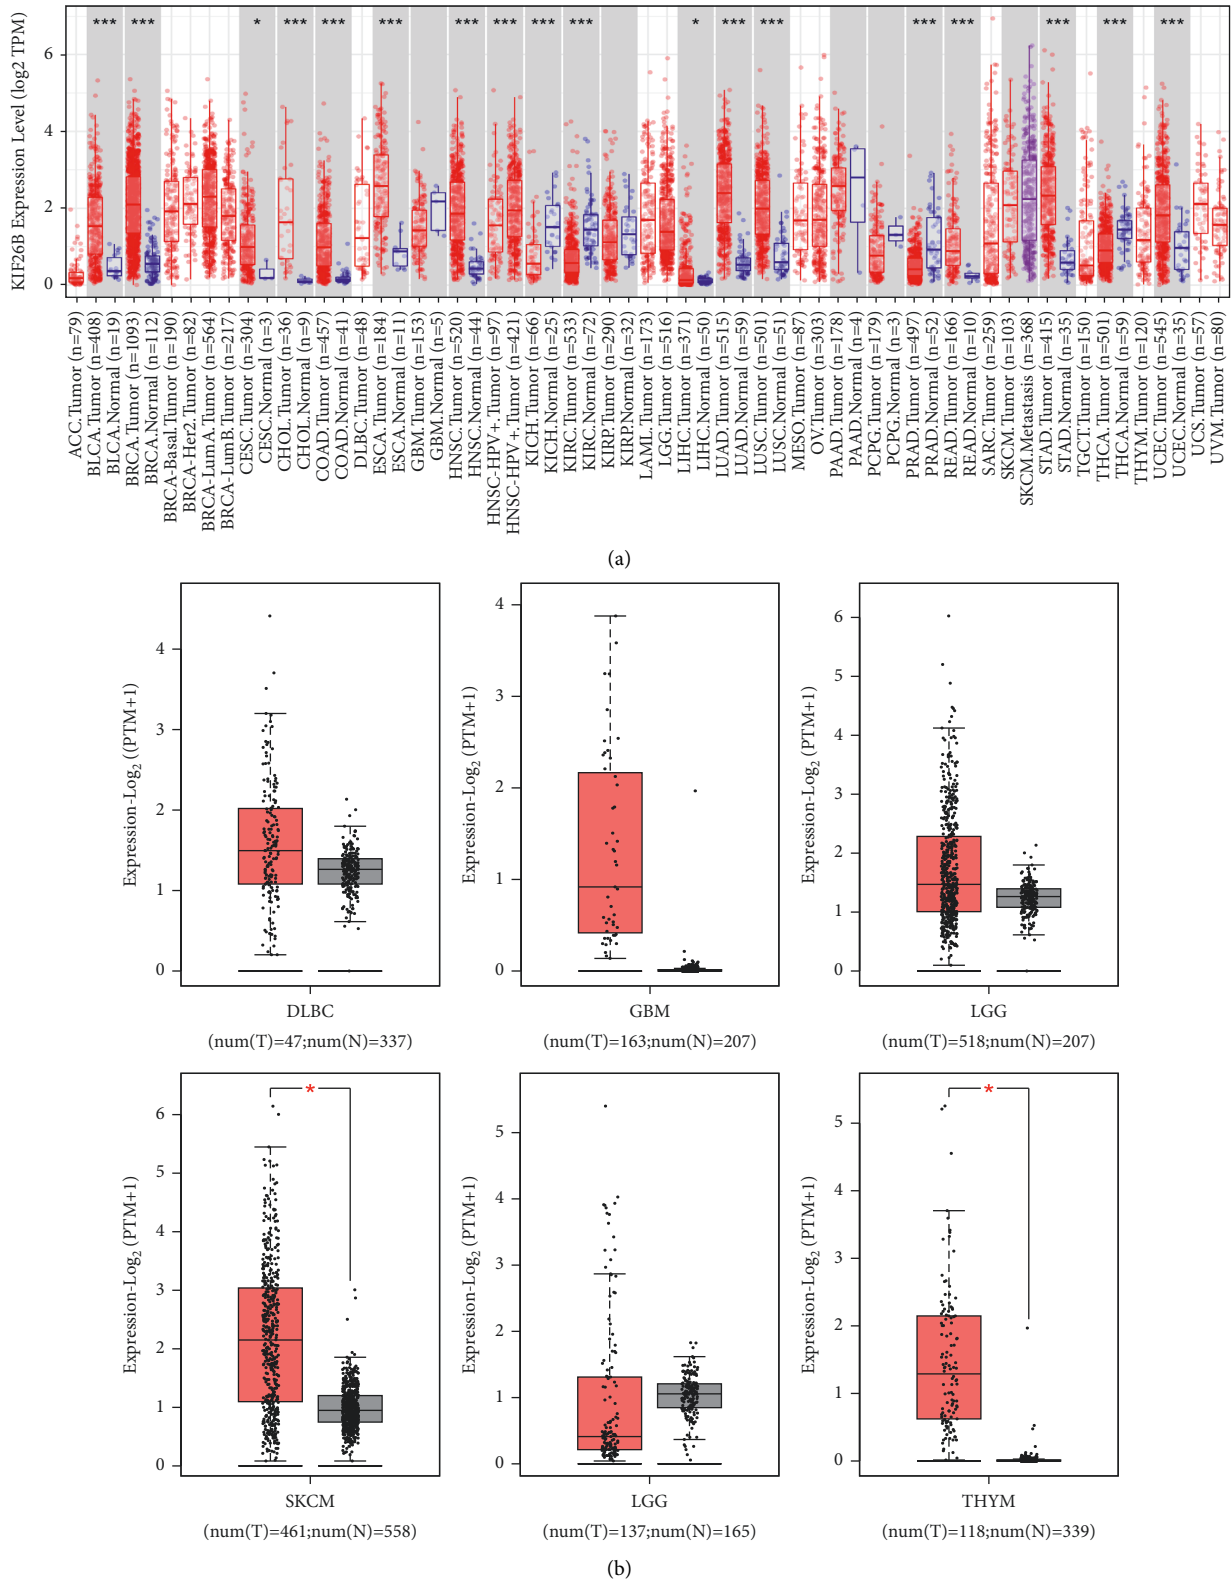 *** *** * *** *** *** *** *** *** *** * *** *** *** *** *** *** ***
KIF26B Expression Level (log2 TPM)
6
4
2
0
ACC.Tumor (n=79)
BLCA.Tumor (n=408)
BLCA.Normal (n=19)
BRCA.Tumor (n=1093)
BRCA.Normal (n=112)
BRCA-Basal.Tumor (n=190)
BRCA-Her2.Tumor (n=82)
BRCA-LumA.Tumor (n=564)
BRCA-LumB.Tumor (n=217)
CESC.Tumor (n=304)
CESC.Normal (n=3)
CHOL.Tumor (n=36)
CHOL.Normal (n=9)
COAD.Tumor (n=457)
COAD.Normal (n=41)
DLBC.Tumor (n=48)
ESCA.Tumor (n=184)
ESCA.Normal (n=11)
GBM.Tumor (n=153)
GBM.Normal (n=5)
HNSC.Tumor (n=520)
HNSC.Normal (n=44)
HNSC-HPV+.Tumor (n=97)
HNSC-HPV+.Tumor (n=421)
KICH.Tumor (n=66)
KICH.Normal (n=25)
KIRC.Tumor (n=533)
KIRC.Normal (n=72)
KIRP.Tumor (n=290)
KIRP.Normal (n=32)
LAML.Tumor (n=173)
LGG.Tumor (n=516)
LIHC.Tumor (n=371)
LIHC.Normal (n=50)
LUAD.Tumor (n=515)
LUAD.Normal (n=59)
LUSC.Tumor (n=501)
LUSC.Normal (n=51)
MESO.Tumor (n=87)
OV.Tumor (n=303)
PAAD.Tumor (n=178)
PAAD.Normal (n=4)
PCPG.Tumor (n=179)
PCPG.Normal (n=3)
PRAD.Tumor (n=497)
PRAD.Normal (n=52)
READ.Tumor (n=166)
READ.Normal (n=10)
SARC.Tumor (n=259)
SKCM.Tumor (n=103)
SKCM.Metastasis (n=368)
STAD.Tumor (n=415)
STAD.Normal (n=35)
TGCT.Tumor (n=150)
THCA.Tumor (n=501)
THCA.Normal (n=59)
THYM.Tumor (n=120)
UCEC.Tumor (n=545)
UCEC.Normal (n=35)
UCS.Tumor (n=57)
UVM.Tumor (n=80)
(a)
Expression-Log2 ((PTM+1)
4
3
2
1
0
DLBC
(num(T)=47;num(N)=337)
Expression-Log2 (PTM+1)
4
3
2
1
0
GBM
(num(T)=163;num(N)=207)
Expression-Log2 (PTM+1)
6
5
4
3
2
1
0
LGG
(num(T)=518;num(N)=207)
Expression-Log2 (PTM+1)
6
5
4
3
2
1
0
*
SKCM
(num(T)=461;num(N)=558)
Expression-Log2 (PTM+1)
5
4
3
2
1
0
LGG
(num(T)=137;num(N)=165)
Expression-Log2 (PTM+1)
5
4
3
2
1
0
*
THYM
(num(T)=118;num(N)=339)
(b)